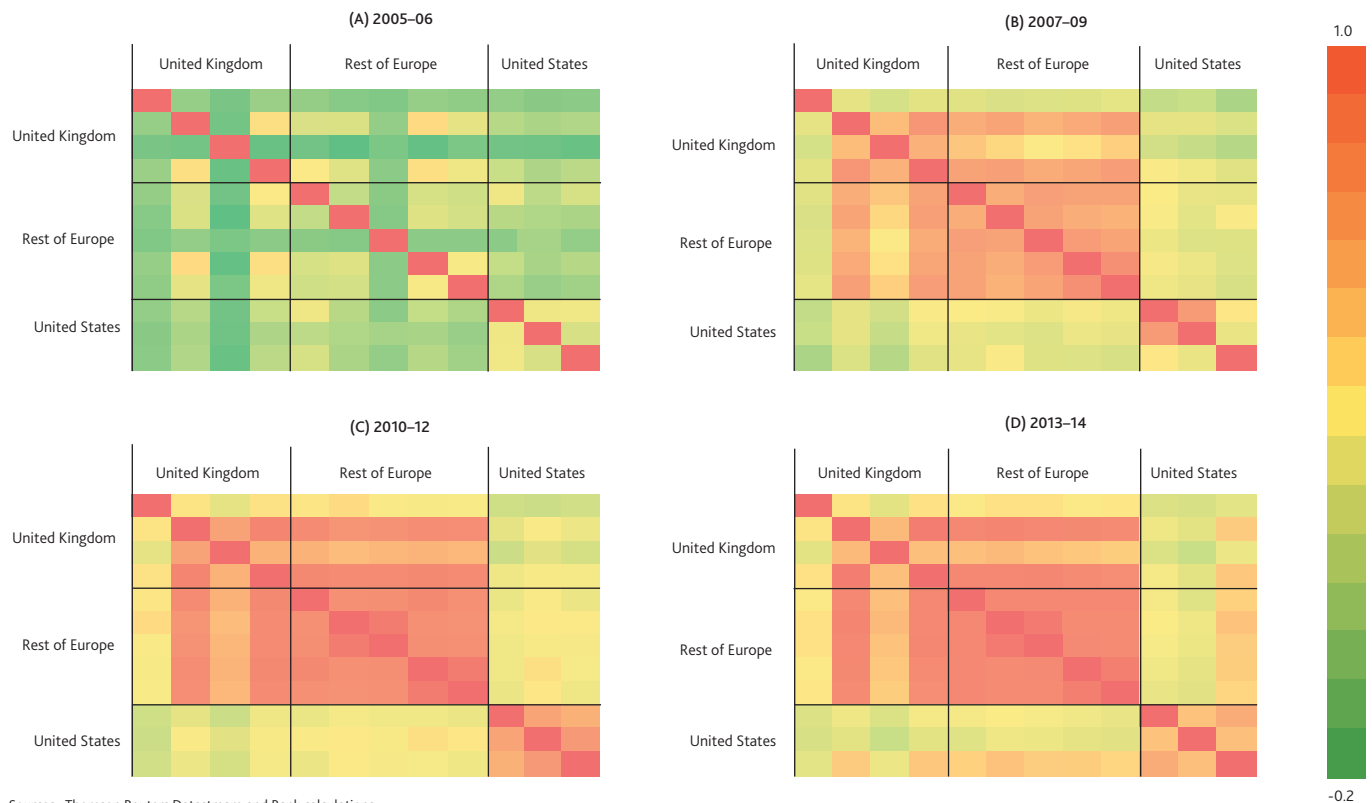 (A) 2005–06
(B) 2007–09
1.0
United Kingdom Rest of Europe United States
United Kingdom Rest of Europe United States
United Kingdom
United Kingdom
Rest of Europe
Rest of Europe
United States
United States
(C) 2010–12
(D) 2013–14
United Kingdom Rest of Europe United States
United Kingdom Rest of Europe United States
United Kingdom
United Kingdom
Rest of Europe
Rest of Europe
United States
United States
-0.2